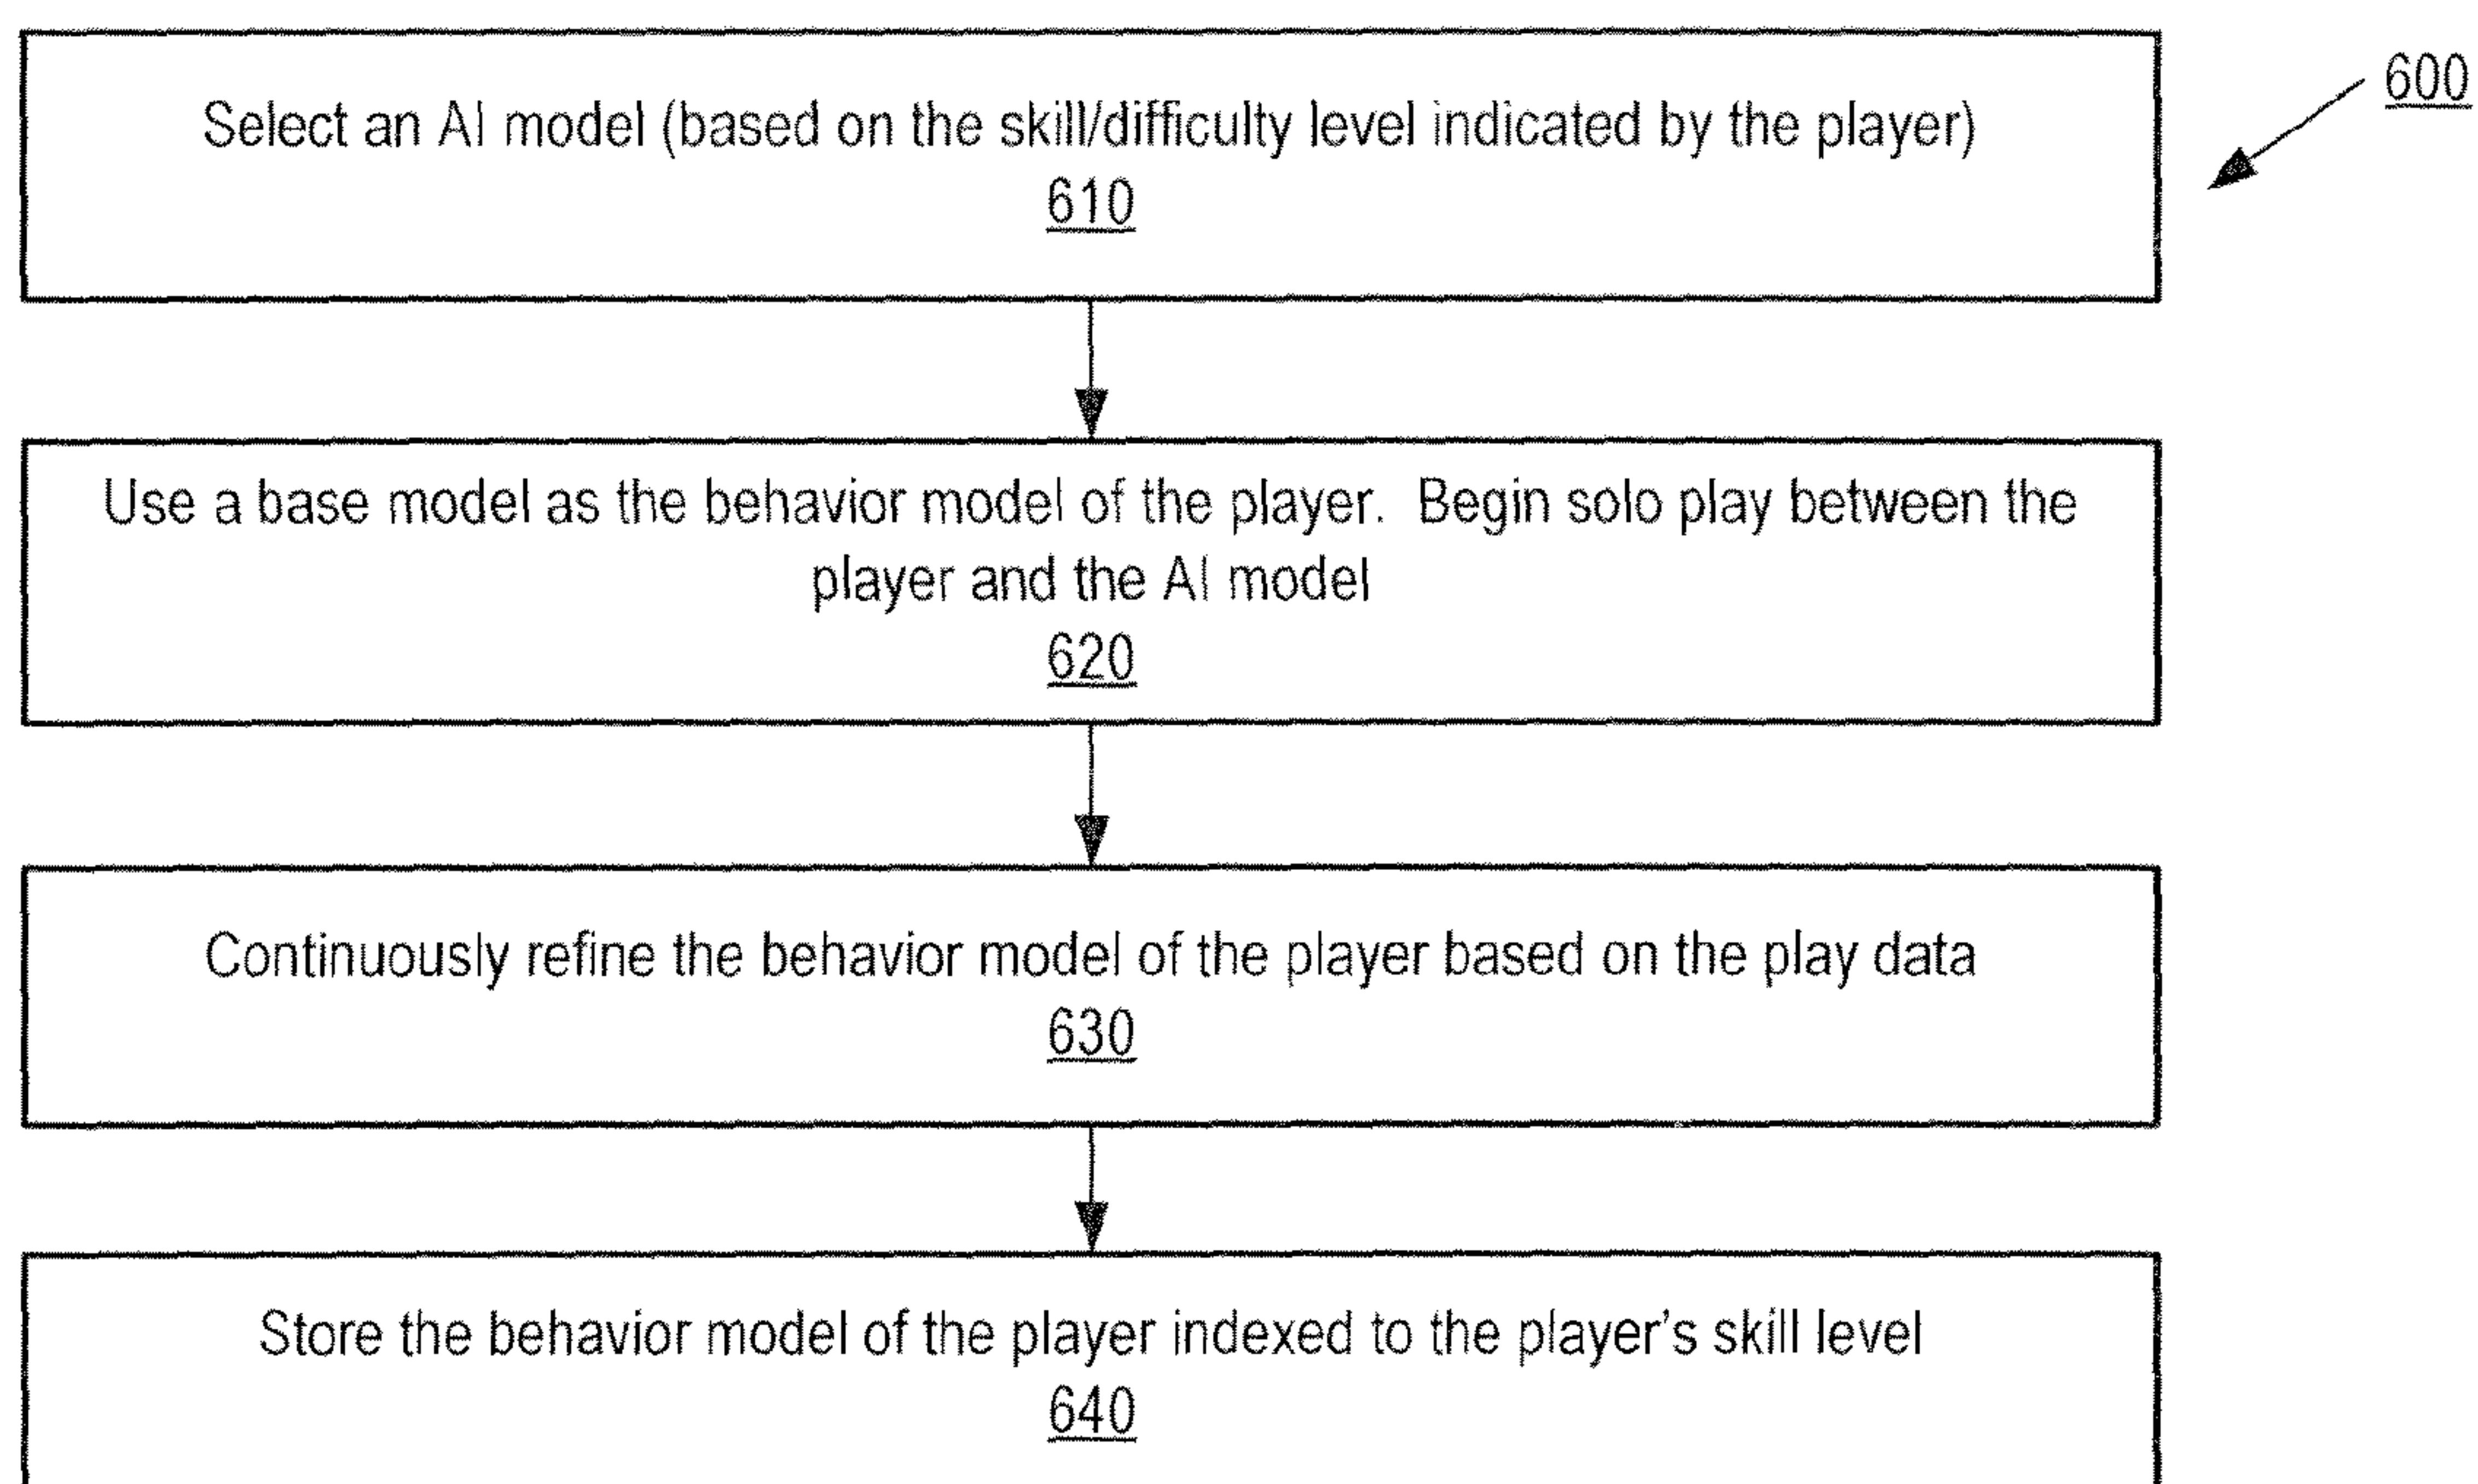 600
Select an AI model (based on the skill/difficulty level indicated by the player)
610
Use a base model as the behavior model of the player. Begin solo play between the
player and the AI model
620
Continuously refine the behavior model of the player based on the play data
630
Store the behavior model of the player indexed to the player's skill level
640